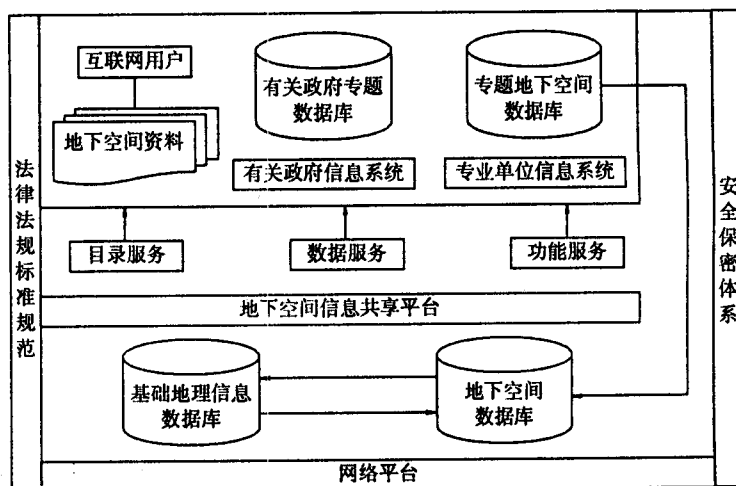 互联网用户
地下空间资料
有关政府专题
数据库
专题地下空间
数据库
有关政府信息系统
专业单位信息系统
目录服务
数据服务
功能服务
地下空间信息共享平台
基础地理信息
数据库
地下空间
数据库
网络平台
法律法规标准规范
安全保密体系